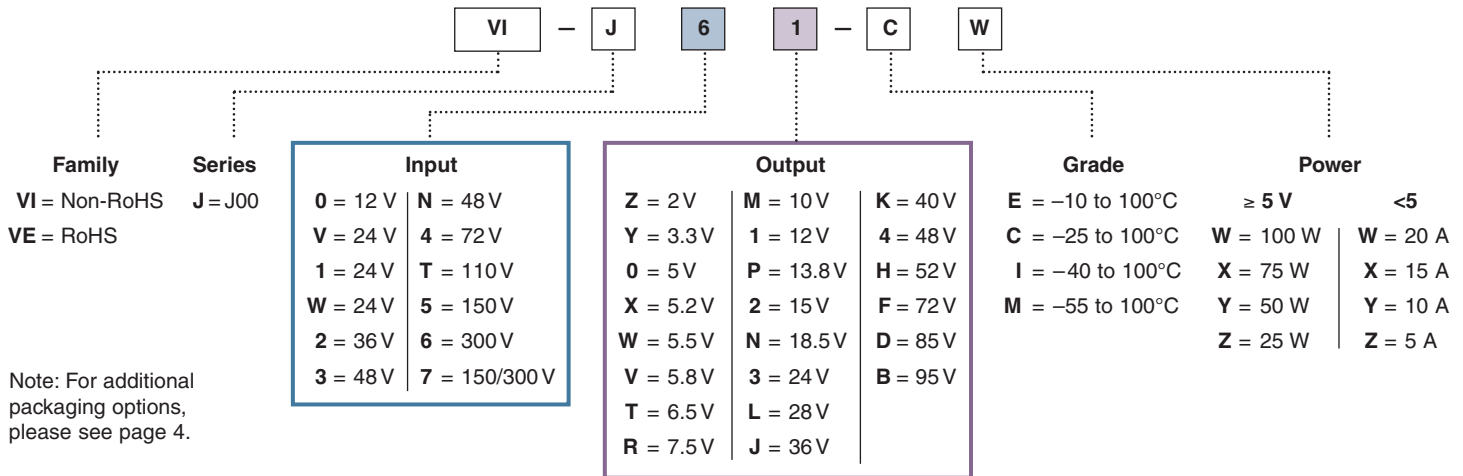 VI – J 6 1 – C W
Family Series Input Output Grade Power
VI = Non-RoHS J = J00 0 = 12 V N = 48 V Z = 2 V M = 10 V K = 40 V E = –10 to 100°C ≥ 5 V <5
VE = RoHS V = 24 V 4 = 72 V Y = 3.3 V 1 = 12 V 4 = 48 V C = –25 to 100°C W = 100 W W = 20 A
1 = 24 V T = 110 V 0 = 5 V P = 13.8 V H = 52 V I = –40 to 100°C X = 75 W X = 15 A
W = 24 V 5 = 150 V X = 5.2 V 2 = 15 V F = 72 V M = –55 to 100°C Y = 50 W Y = 10 A
2 = 36 V 6 = 300 V W = 5.5 V N = 18.5 V D = 85 V Z = 25 W Z = 5 A
3 = 48 V 7 = 150/300 V V = 5.8 V 3 = 24 V B = 95 V
T = 6.5 V L = 28 V
R = 7.5 V J = 36 V
Note: For additional
packaging options,
please see page 4.